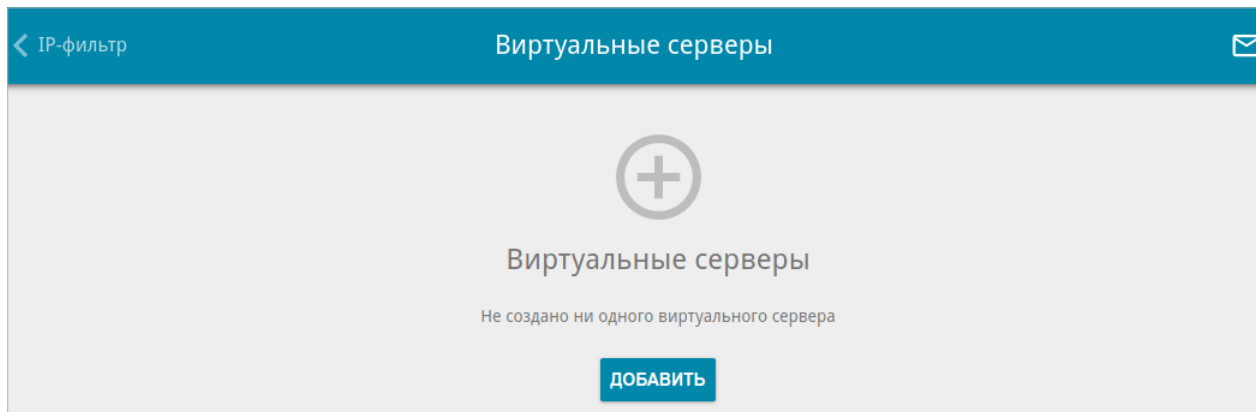 IP-фильтр
Виртуальные серверы
Виртуальные серверы
Не создано ни одного виртуального сервера
ДОБАВИТЬ